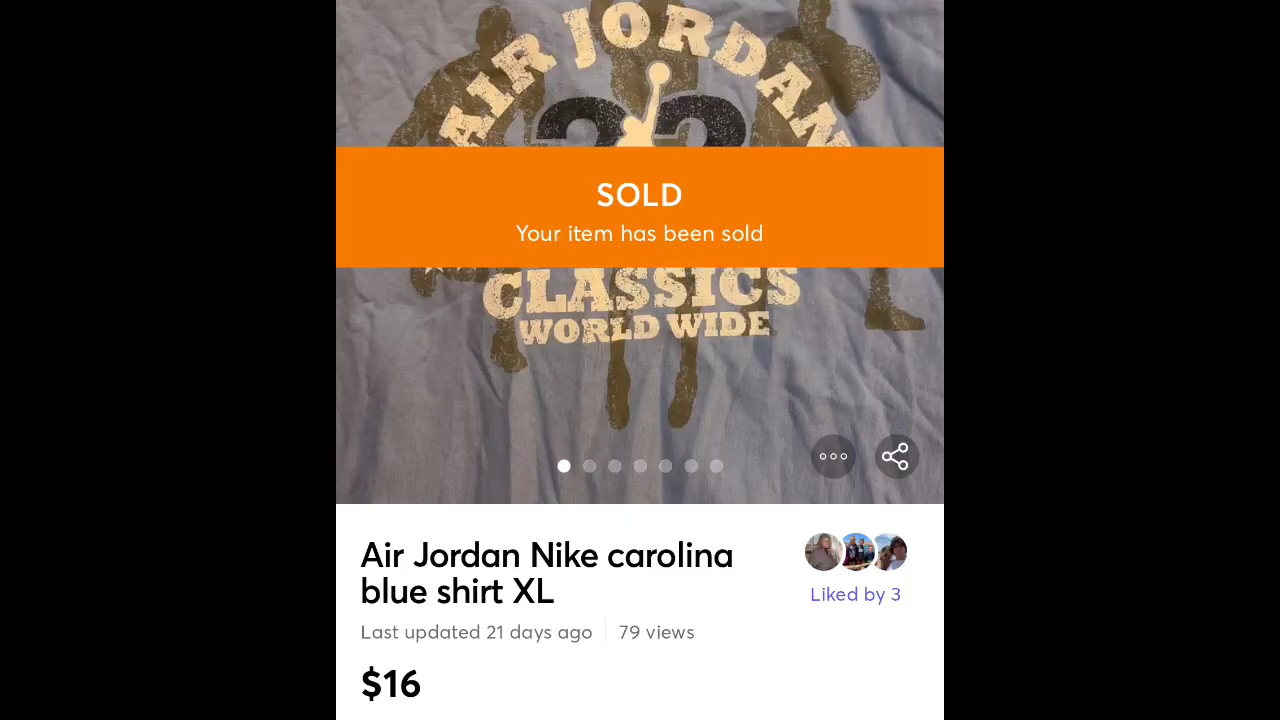 AIR JORDAN
23
SOLD
Your item has been sold
CLASSICS
WORLD WIDE
Air Jordan Nike carolina
blue shirt XL
Liked by 3
Last updated 21 days ago
79 views
$16